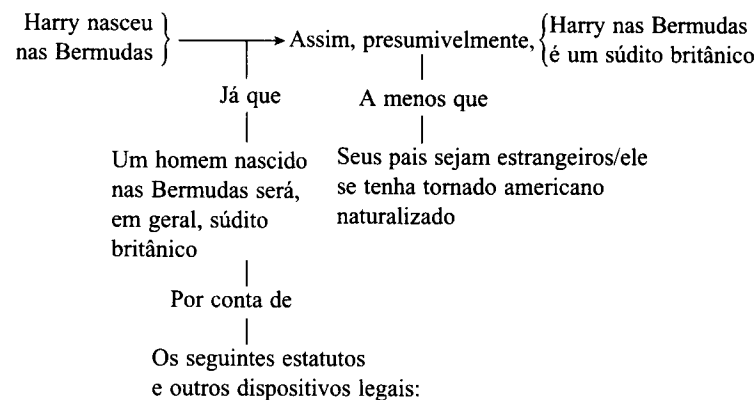 Harry nasceu
nas Bermudas
Assim, presumivelmente,
Harry nas Bermudas
é um súdito britânico
Já que
A menos que
Um homem nascido
nas Bermudas será,
em geral, súdito
britânico
Seus pais sejam estrangeiros/ele
se tenha tornado americano
naturalizado
Por conta de
Os seguintes estatutos
e outros dispositivos legais: